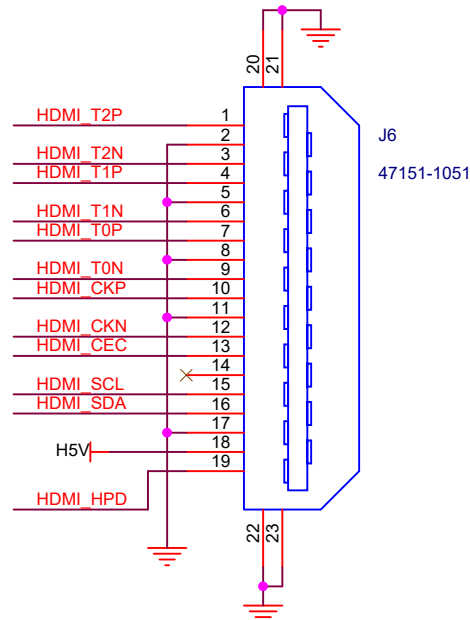 20 21
HDMI_T2P 1
2
HDMI_T2N 3
HDMI_T1P 4
5
HDMI_T1N 6
HDMI_T0P 7
8
HDMI_T0N 9
HDMI_CKP 10
11
HDMI_CKN 12
HDMI_CEC 13
14
HDMI_SCL 15
HDMI_SDA 16
17
H5V 18
19
HDMI_HPD
22 23
J6
47151-1051